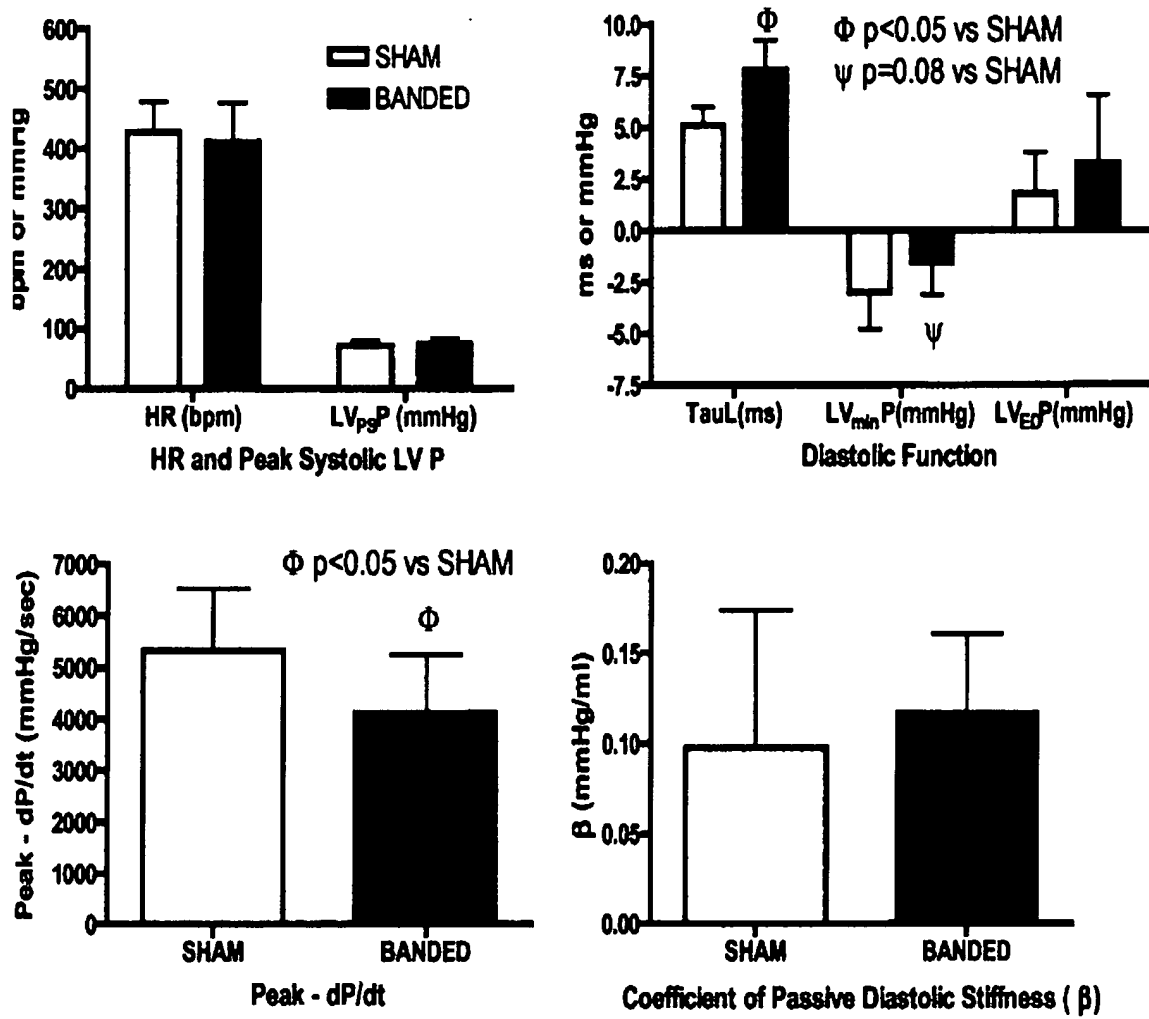 600
500
400
300
200
100
0
bpm or mmHg
SHAM
BANDED
HR (bpm)
LVPSP (mmHg)
HR and Peak Systolic LV P
10.0
7.5
5.0
2.5
0.0
-2.5
-5.0
-7.5
ms or mmHg
Φ
Φ p<0.05 vs SHAM
ψ p=0.08 vs SHAM
ψ
TauL(ms)
LVminP(mmHg)
LVEDP(mmHg)
Diastolic Function
7000
6000
5000
4000
3000
2000
1000
0
Peak - dP/dt (mmHg/sec)
Φ p<0.05 vs SHAM
Φ
SHAM
BANDED
Peak - dP/dt
0.20
0.15
0.10
0.05
0.00
β (mmHg/ml)
SHAM
BANDED
Coefficient of Passive Diastolic Stiffness ( β)